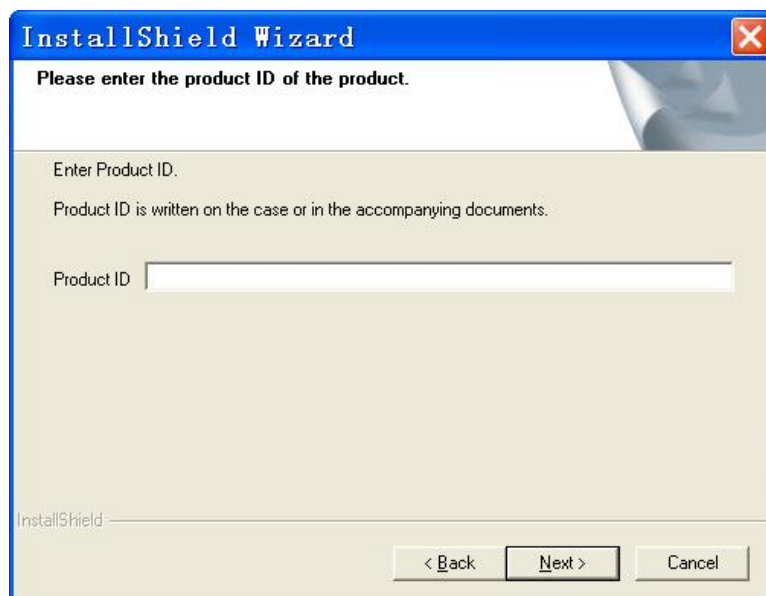 InstallShield Wizard
Please enter the product ID of the product.
Enter Product ID.
Product ID is written on the case or in the accompanying documents.
Product ID
InstallShield
< Back
Next >
Cancel